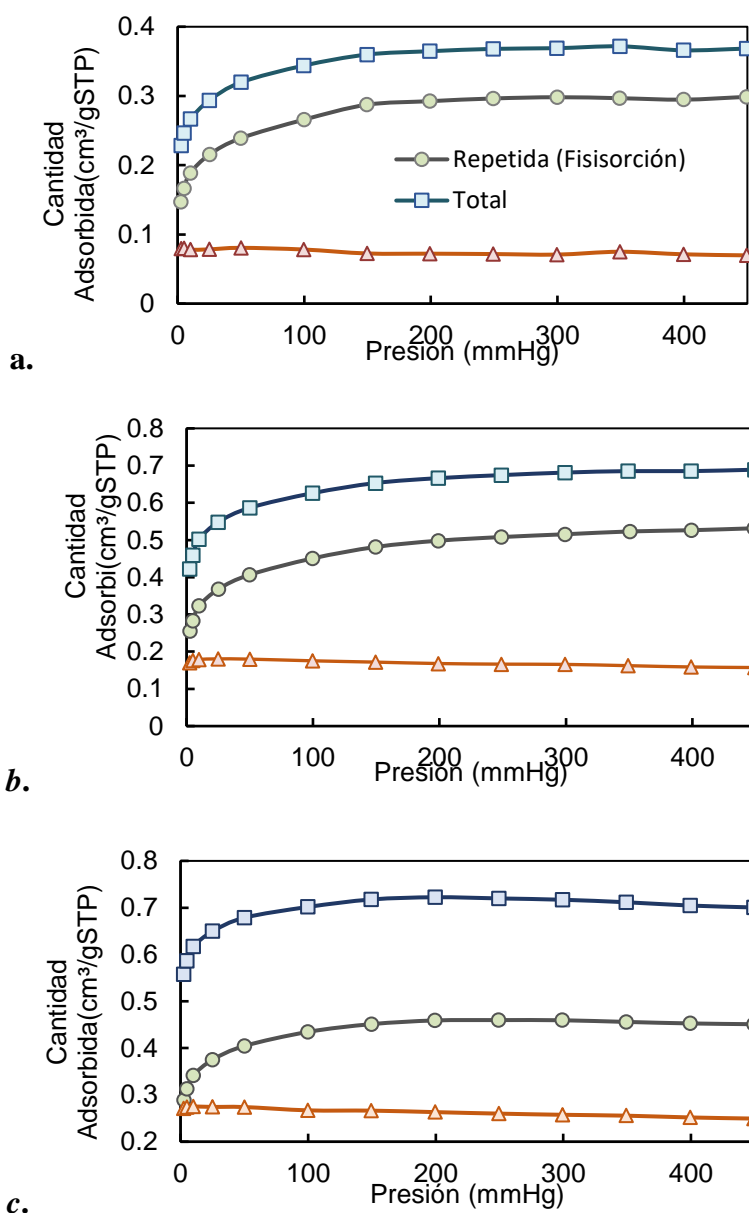 0.4
0.3
0.2
0.1
0
Cantidad
Adsorbida(cm³/gSTP)
Repetida (Fisisorción)
Total
0 100 200 300 400
Presión (mmHg)
a.
0.8
0.7
0.6
0.5
0.4
0.3
0.2
0.1
0
Cantidad
Adsorbi(cm³/gSTP)
0 100 200 300 400
Presión (mmHg)
b.
0.8
0.7
0.6
0.5
0.4
0.3
0.2
Cantidad
Adsorbida(cm³/gSTP)
0 100 200 300 400
Presión (mmHg)
c.